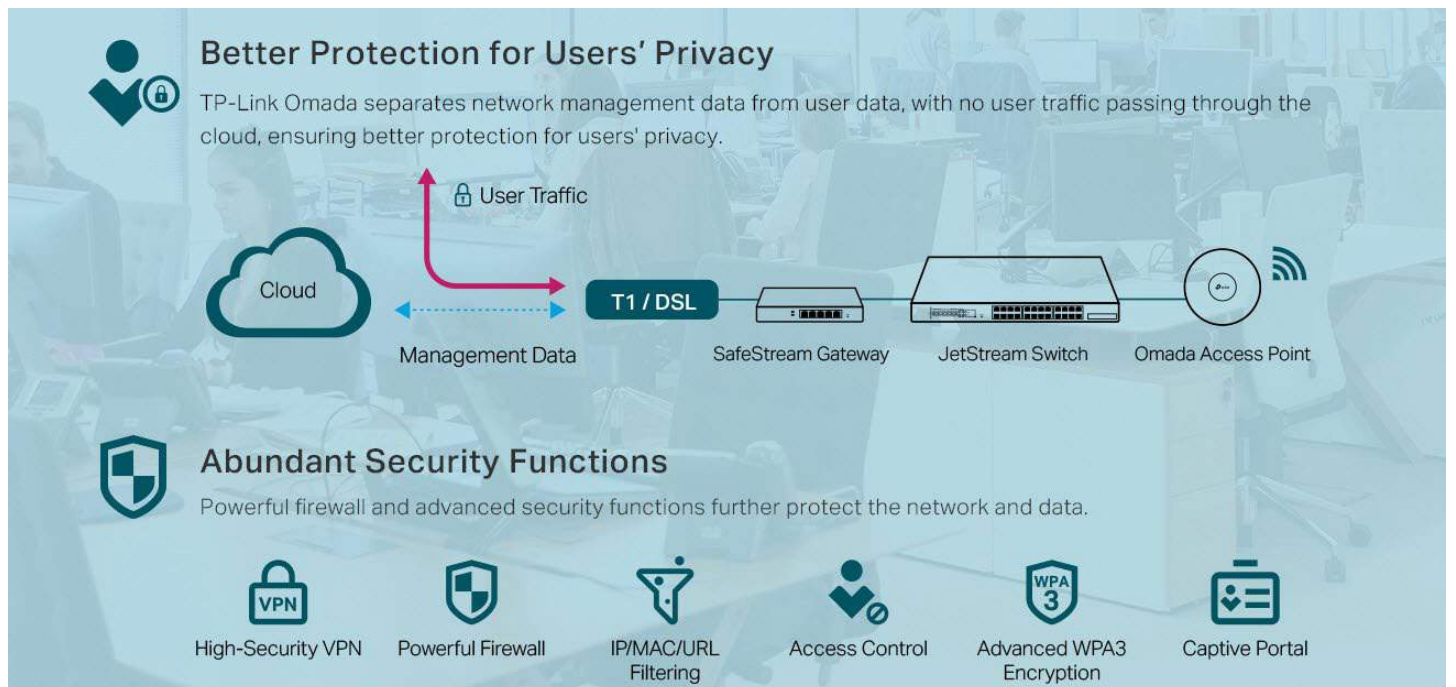 Better Protection for Users' Privacy
TP-Link Omada separates network management data from user data, with no user traffic passing through the
cloud, ensuring better protection for users' privacy.
User Traffic
Cloud
T1 / DSL
Management Data
SafeStream Gateway
JetStream Switch
Omada Access Point
Abundant Security Functions
Powerful firewall and advanced security functions further protect the network and data.
VPN
WPA
3
High-Security VPN
Powerful Firewall
IP/MAC/URL
Filtering
Access Control
Advanced WPA3
Encryption
Captive Portal